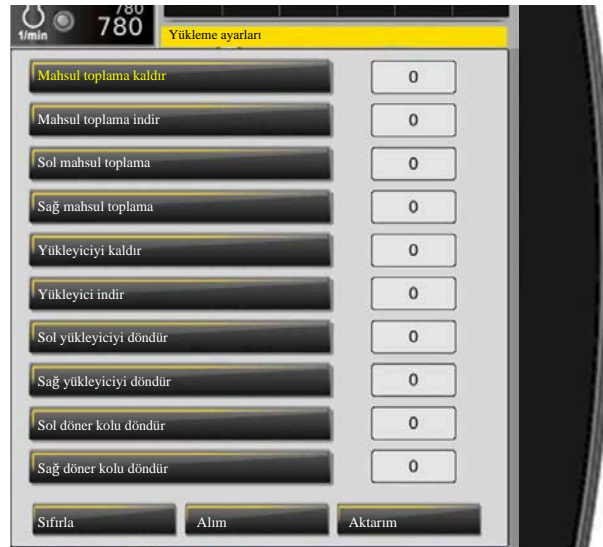 780
1/min 780
Yükleme ayarları
Mahsul toplama kaldır 0
Mahsul toplama indir 0
Sol mahsul toplama 0
Sağ mahsul toplama 0
Yükleyiciyi kaldır 0
Yükleyici indir 0
Sol yükleyiciyi döndür 0
Sağ yükleyiciyi döndür 0
Sol döner kolu döndür 0
Sağ döner kolu döndür 0
Sıfırla Alım Aktarım